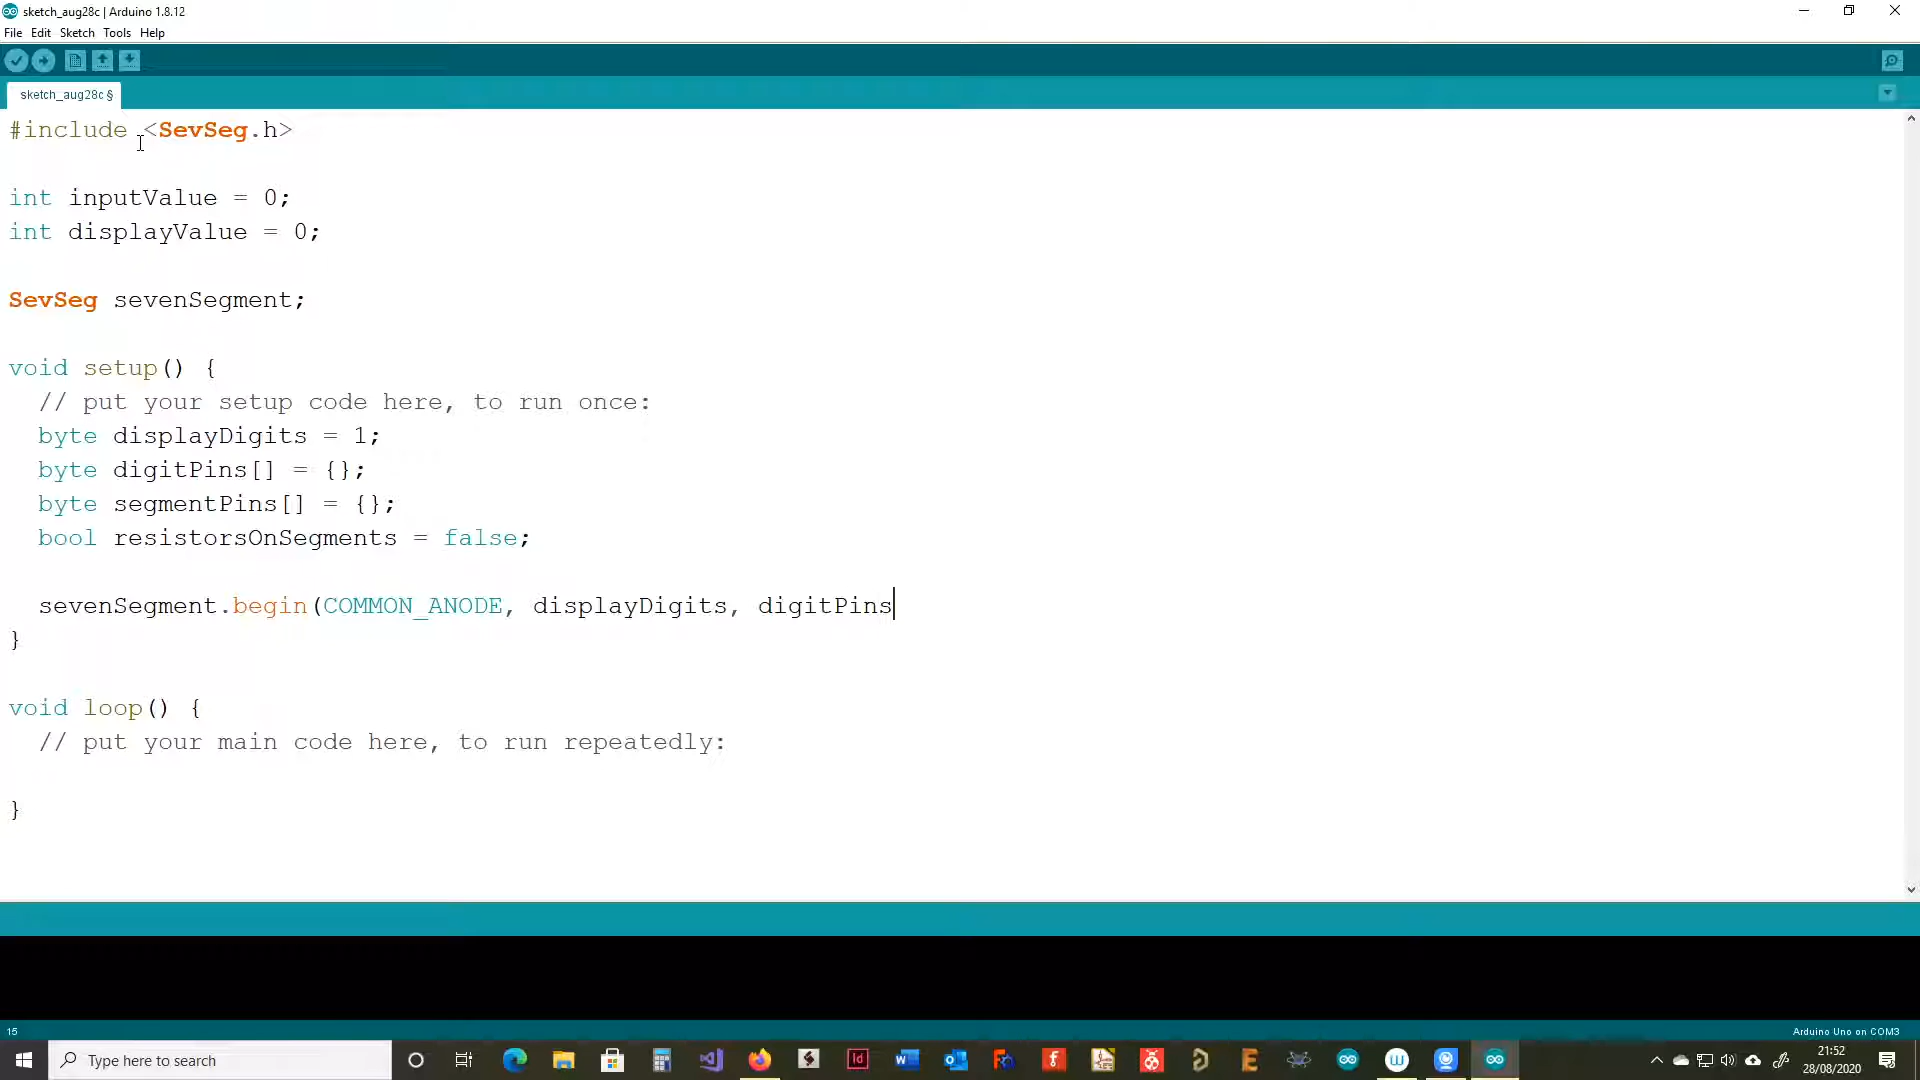 sketch_aug28c | Arduino 1.8.12
File Edit Sketch Tools Help
sketch_aug28c §
#include <SevSeg.h>
int inputValue = 0;
int displayValue = 0;
SevSeg sevenSegment;
void setup() {
// put your setup code here, to run once:
byte displayDigits = 1;
byte digitPins[] = {};
byte segmentPins[] = {};
bool resistorsOnSegments = false;
sevenSegment.begin(COMMON_ANODE, displayDigits, digitPins
}
void loop() {
// put your main code here, to run repeatedly:
}
15
Arduino Uno on COM3
Type here to search
21:52
28/08/2020